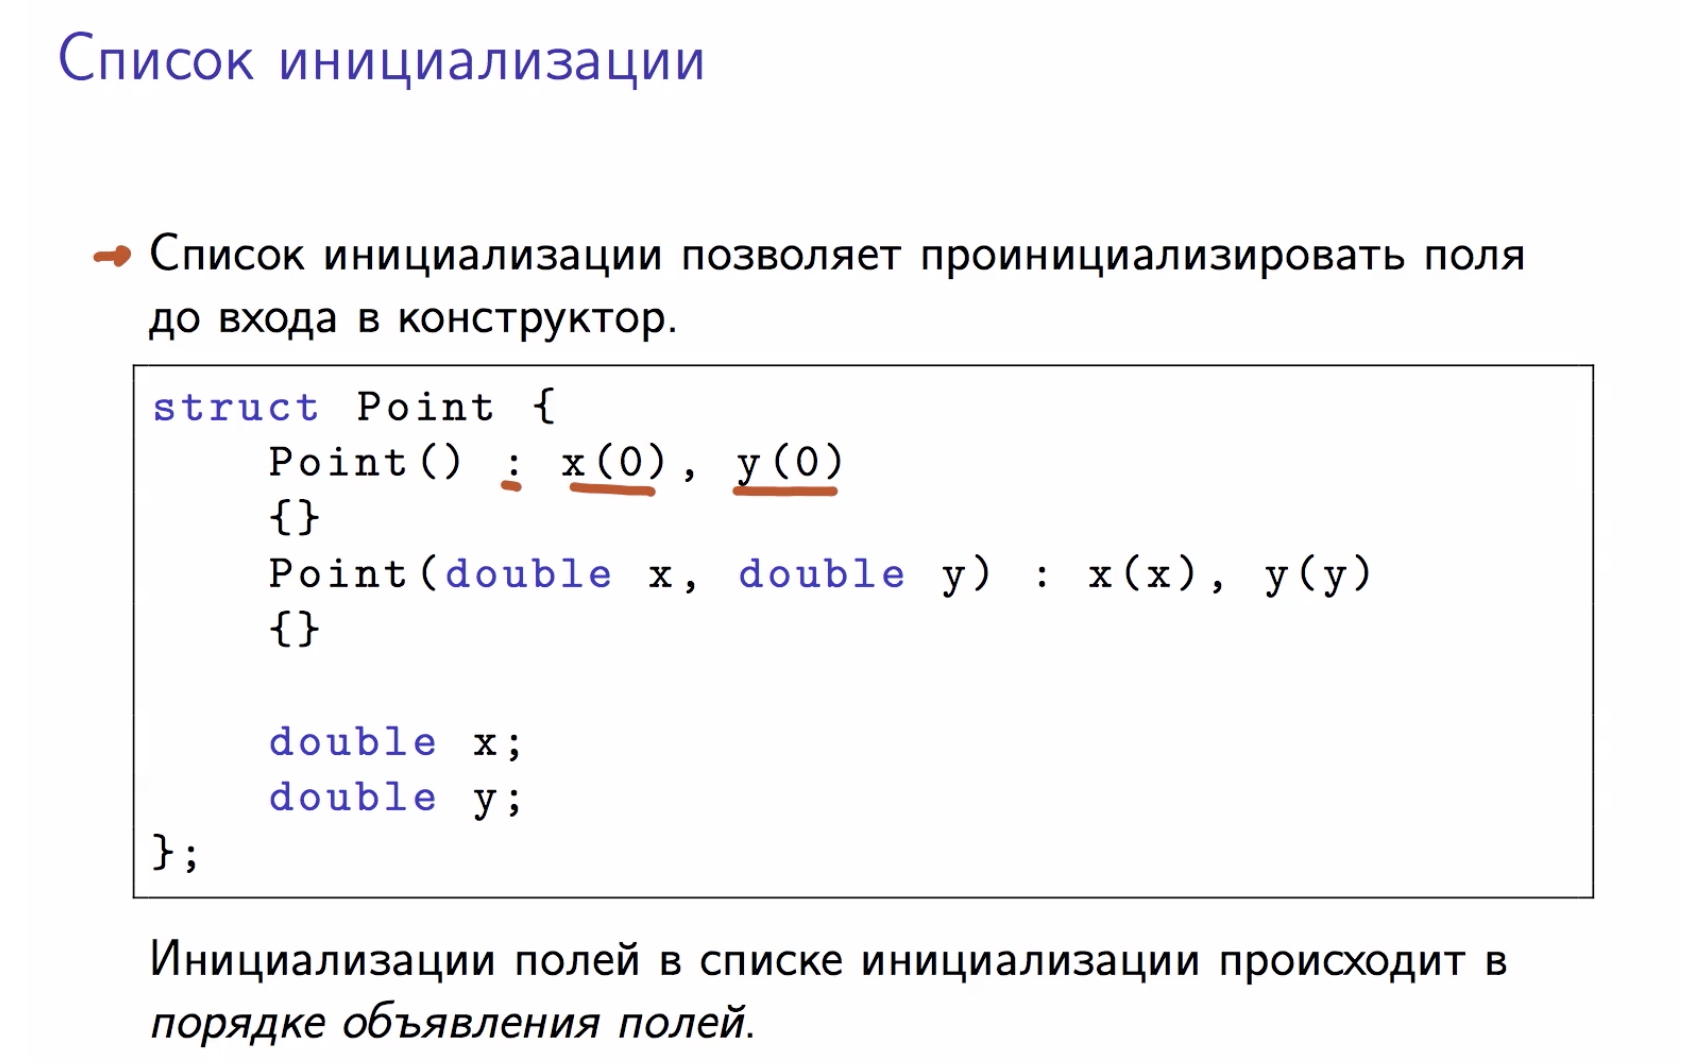 Список инициализации
Список инициализации позволяет проинициализировать поля
до входа в конструктор.
struct Point {
    Point() : x(0), y(0)
    {}
    Point(double x, double y) : x(x), y(y)
    {}

    double x;
    double y;
};
Инициализации полей в списке инициализации происходит в
порядке объявления полей.